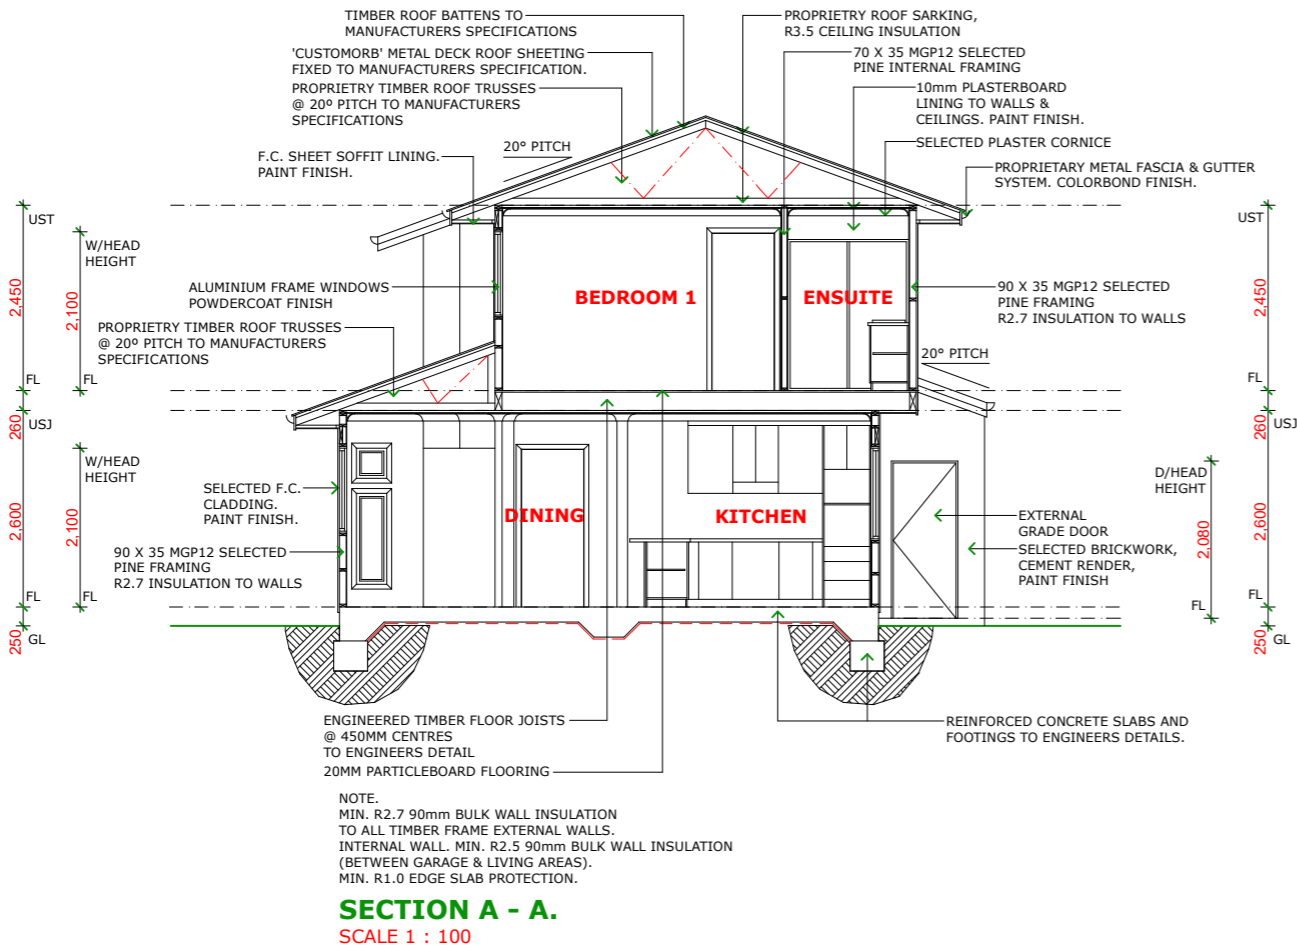 TIMBER ROOF BATTENS TO
MANUFACTURERS SPECIFICATIONS
'CUSTOMORB' METAL DECK ROOF SHEETING
FIXED TO MANUFACTURERS SPECIFICATION.
PROPRIETRY TIMBER ROOF TRUSSES
@ 20º PITCH TO MANUFACTURERS
SPECIFICATIONS
F.C. SHEET SOFFIT LINING.
PAINT FINISH.
20° PITCH
PROPRIETRY ROOF SARKING,
R3.5 CEILING INSULATION
70 X 35 MGP12 SELECTED
PINE INTERNAL FRAMING
10mm PLASTERBOARD
LINING TO WALLS &
CEILINGS. PAINT FINISH.
SELECTED PLASTER CORNICE
PROPRIETARY METAL FASCIA & GUTTER
SYSTEM. COLORBOND FINISH.
UST
W/HEAD
HEIGHT
2,450
2,100
ALUMINIUM FRAME WINDOWS
POWDERCOAT FINISH
PROPRIETRY TIMBER ROOF TRUSSES
@ 20º PITCH TO MANUFACTURERS
SPECIFICATIONS
FL
FL
BEDROOM 1
ENSUITE
UST
2,450
90 X 35 MGP12 SELECTED
PINE FRAMING
R2.7 INSULATION TO WALLS
20° PITCH
FL
260
USJ
W/HEAD
HEIGHT
2,600
2,100
SELECTED F.C.
CLADDING.
PAINT FINISH.
90 X 35 MGP12 SELECTED
PINE FRAMING
R2.7 INSULATION TO WALLS
FL
FL
250
GL
DINING
KITCHEN
260
USJ
D/HEAD
HEIGHT
2,080
2,600
EXTERNAL
GRADE DOOR
SELECTED BRICKWORK,
CEMENT RENDER,
PAINT FINISH
FL
FL
250
GL
ENGINEERED TIMBER FLOOR JOISTS
@ 450MM CENTRES
TO ENGINEERS DETAIL
20MM PARTICLEBOARD FLOORING
REINFORCED CONCRETE SLABS AND
FOOTINGS TO ENGINEERS DETAILS.
NOTE.
MIN. R2.7 90mm BULK WALL INSULATION
TO ALL TIMBER FRAME EXTERNAL WALLS.
INTERNAL WALL. MIN. R2.5 90mm BULK WALL INSULATION
(BETWEEN GARAGE & LIVING AREAS).
MIN. R1.0 EDGE SLAB PROTECTION.
SECTION A - A.
SCALE 1 : 100